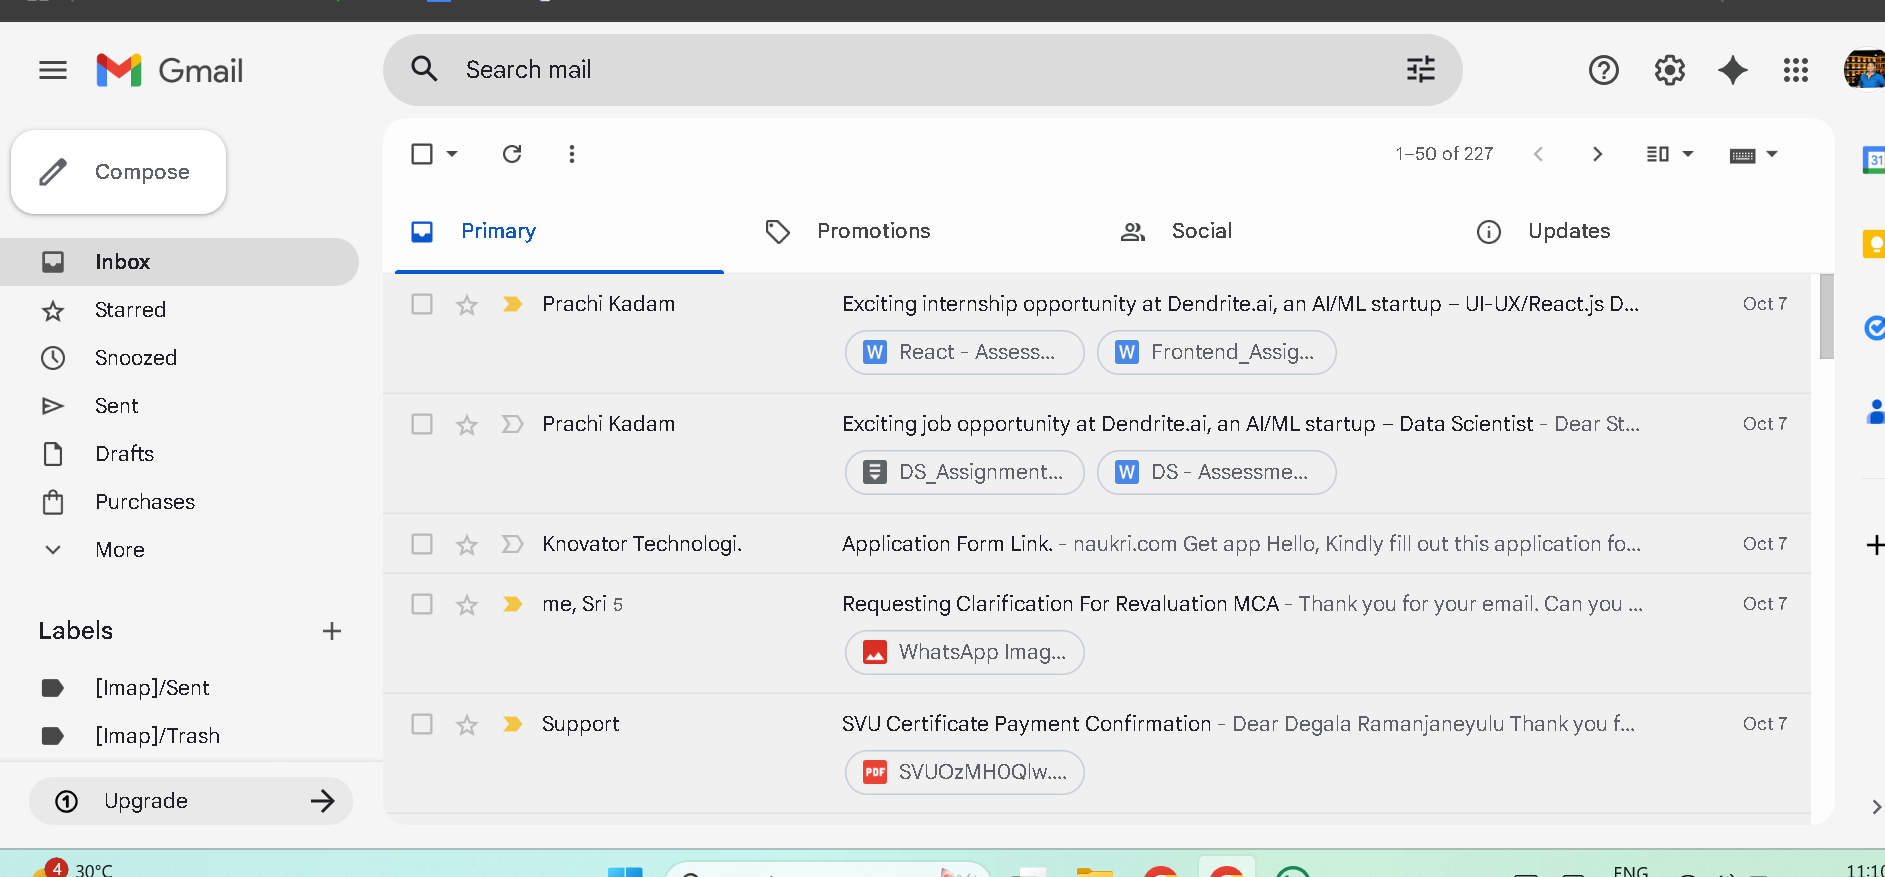 Gmail
Search mail
Compose
1–50 of 227
31
Primary
Promotions
Social
Updates
Inbox
Starred
Snoozed
Sent
Drafts
Purchases
More
Labels
[Imap]/Sent
[Imap]/Trash
Upgrade
Prachi Kadam Exciting internship opportunity at Dendrite.ai, an AI/ML startup – UI-UX/React.js D... Oct 7
W React - Assess... W Frontend_Assig...
Prachi Kadam Exciting job opportunity at Dendrite.ai, an AI/ML startup – Data Scientist - Dear St... Oct 7
DS_Assignment... W DS - Assessme...
Knovator Technologi. Application Form Link. - naukri.com Get app Hello, Kindly fill out this application fo... Oct 7
me, Sri 5 Requesting Clarification For Revaluation MCA - Thank you for your email. Can you ... Oct 7
WhatsApp Imag...
Support SVU Certificate Payment Confirmation - Dear Degala Ramanjaneyulu Thank you f... Oct 7
PDF SVUOzMH0Qlw....
4 30°C
ENG